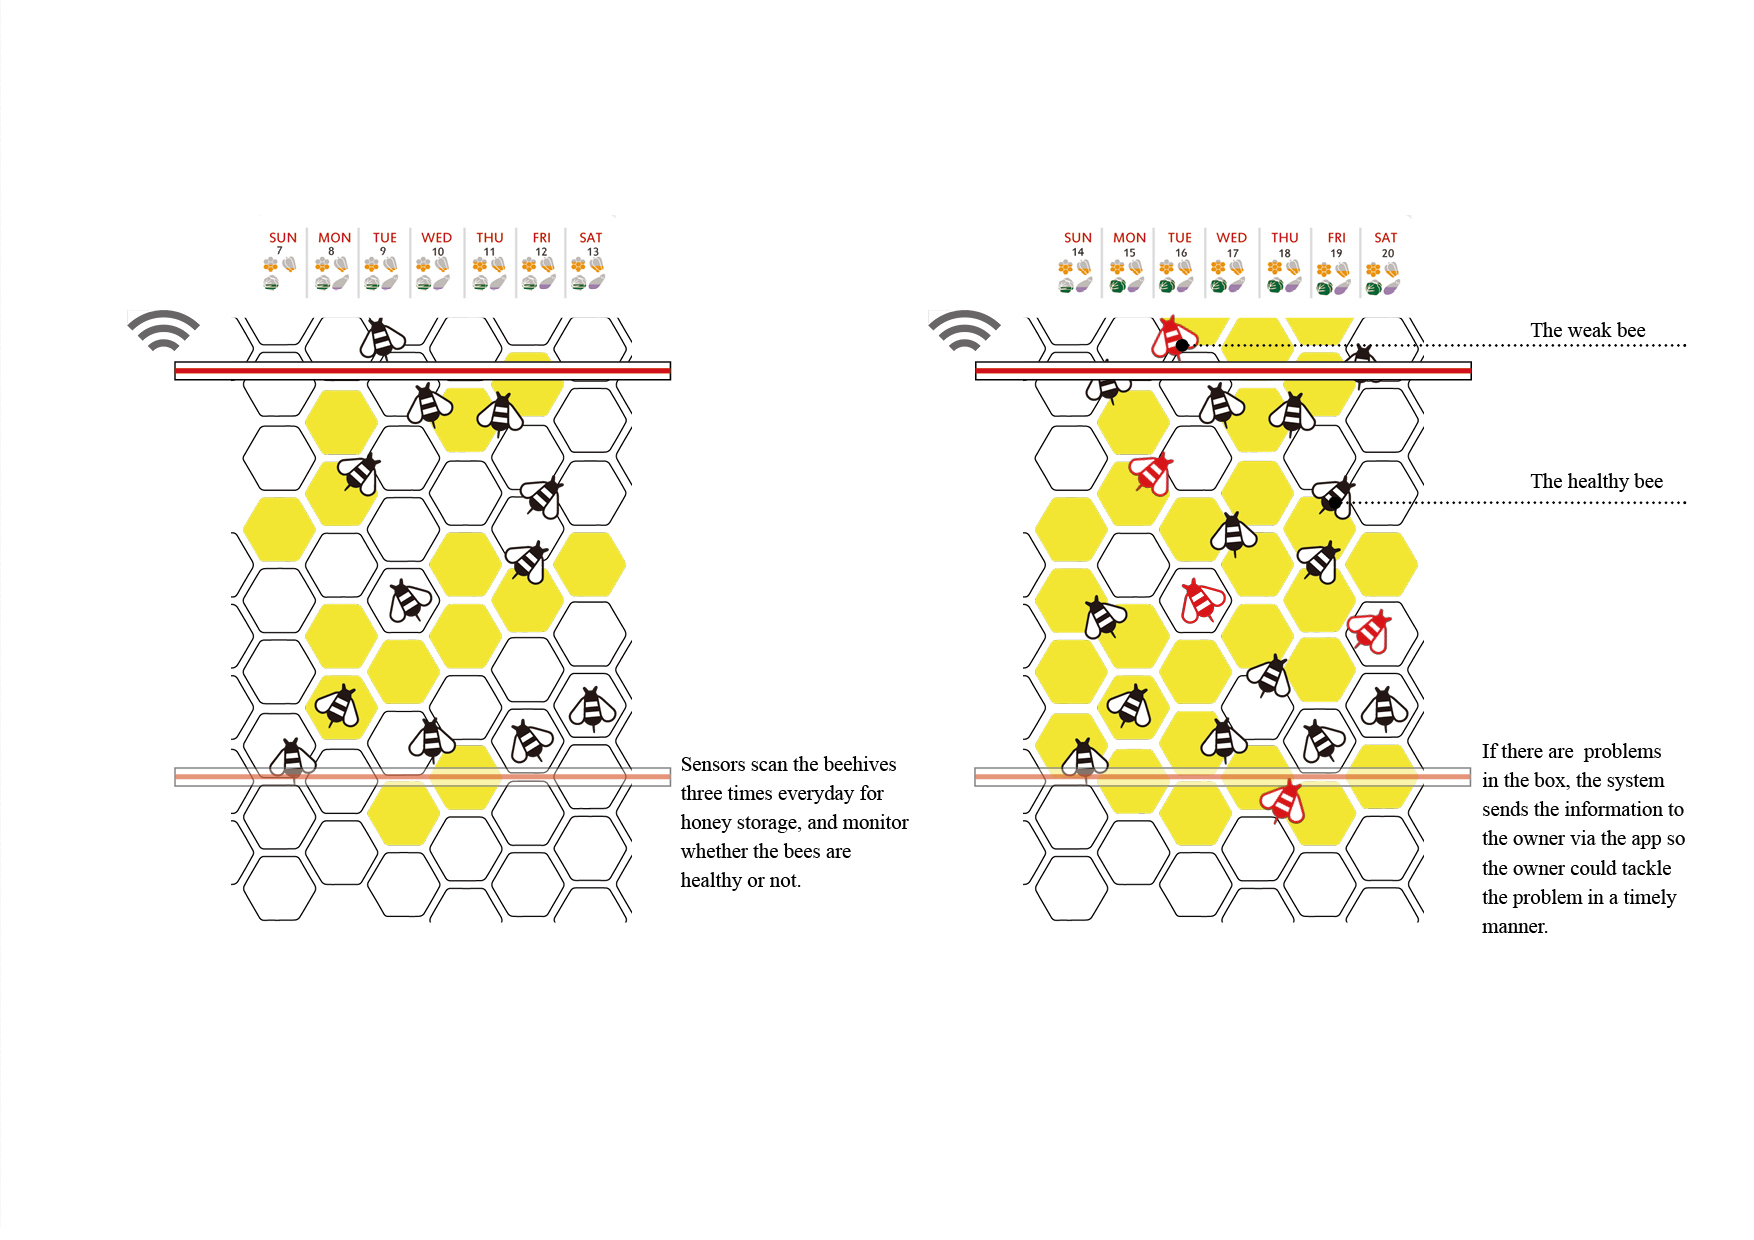 SUN MON TUE WED THU FRI SAT
7 8 9 10 11 12 13
SUN MON TUE WED THU FRI SAT
14 15 16 17 18 19 20
The weak bee
The healthy bee
Sensors scan the beehives
three times everyday for
honey storage, and monitor
whether the bees are
healthy or not.
If there are problems
in the box, the system
sends the information to
the owner via the app so
the owner could tackle
the problem in a timely
manner.